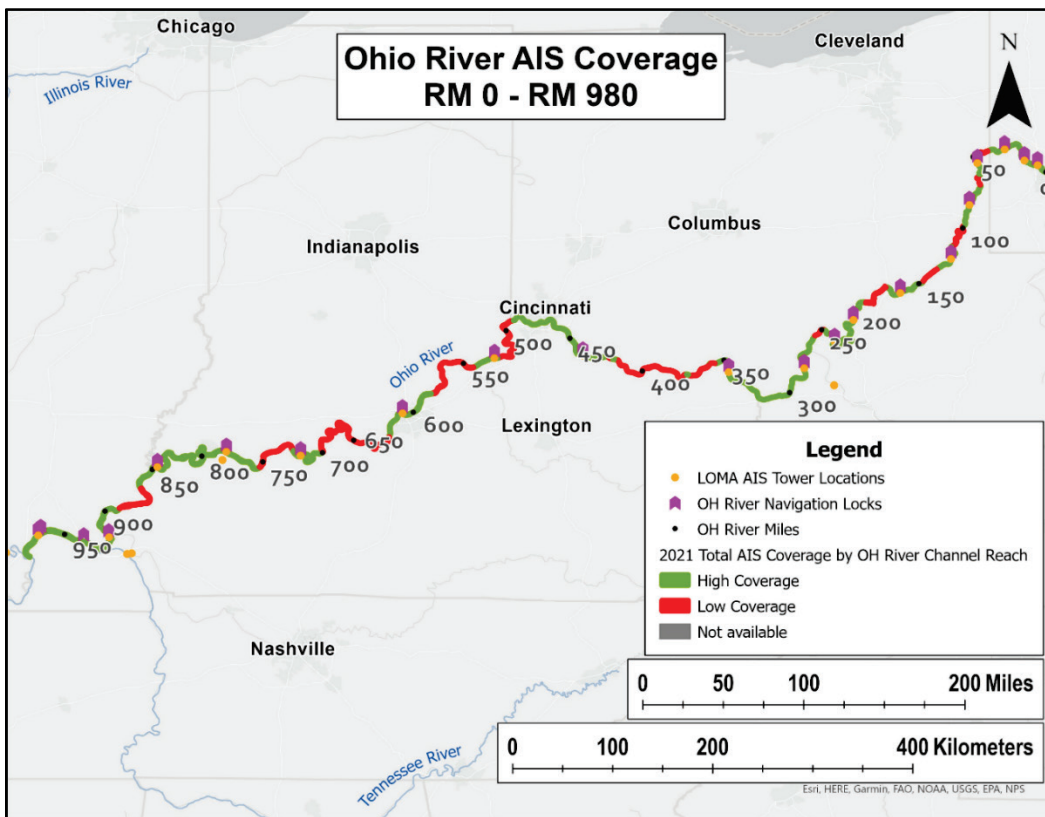 Chicago
Cleveland
Ohio River AIS Coverage
RM 0 - RM 980
N
Illinois River
50
0
Columbus
100
Indianapolis
150
Cincinnati
200
500
250
Ohio River
550
450
350
400
300
600
Lexington
650
700
750
800
850
900
950
Legend
LOMA AIS Tower Locations
OH River Navigation Locks
OH River Miles
2021 Total AIS Coverage by OH River Channel Reach
High Coverage
Low Coverage
Not available
Nashville
0 50 100 200 Miles
0 100 200 400 Kilometers
Tennessee River
Esri, HERE, Garmin, FAO, NOAA, USGS, EPA, NPS